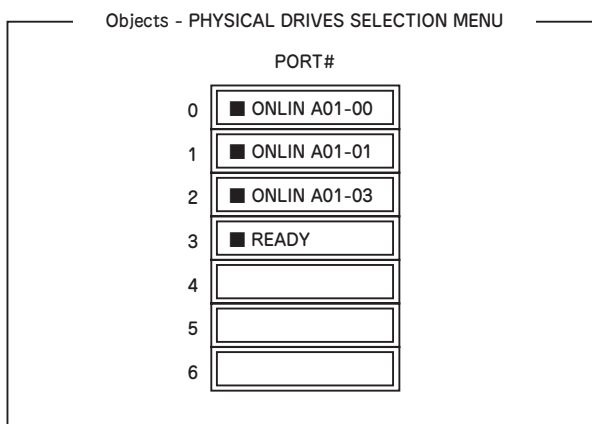 Objects - PHYSICAL DRIVES SELECTION MENU
PORT#
0 ■ ONLIN A01-00
1 ■ ONLIN A01-01
2 ■ ONLIN A01-03
3 ■ READY
4
5
6